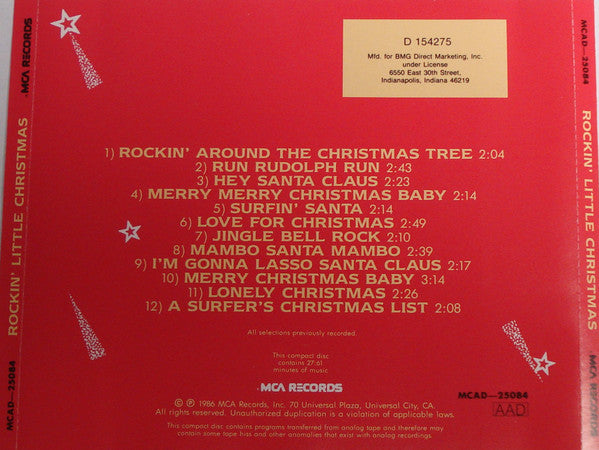 MCA RECORDS
ROCKIN' LITTLE CHRISTMAS
MCAD—25084
D 154275
Mfd. for BMG Direct Marketing, Inc.
under License
6550 East 30th Street,
Indianapolis, Indiana 46219
1) ROCKIN' AROUND THE CHRISTMAS TREE 2:04
2) RUN RUDOLPH RUN 2:43
3) HEY SANTA CLAUS 2:23
4) MERRY MERRY CHRISTMAS BABY 2:14
5) SURFIN' SANTA 2:14
6) LOVE FOR CHRISTMAS 2:49
7) JINGLE BELL ROCK 2:10
8) MAMBO SANTA MAMBO 2:39
9) I'M GONNA LASSO SANTA CLAUS 2:17
10) MERRY CHRISTMAS BABY 3:14
11) LONELY CHRISTMAS 2:26
12) A SURFER'S CHRISTMAS LIST 2:08
All selections previously recorded.
This compact disc
contains 27:61
minutes of music
MCA RECORDS
MCAD—25084
AAD
© ℗ 1986 MCA Records, Inc. 70 Universal Plaza, Universal City, CA.
All rights reserved. Unauthorized duplication is a violation of applicable laws.
This compact disc contains programs transferred from analog tape and therefore may
contain some tape hiss and other anomalies that exist with analog recordings.
MCAD—25084
ROCKIN' LITTLE CHRISTMAS
MCA RECORDS